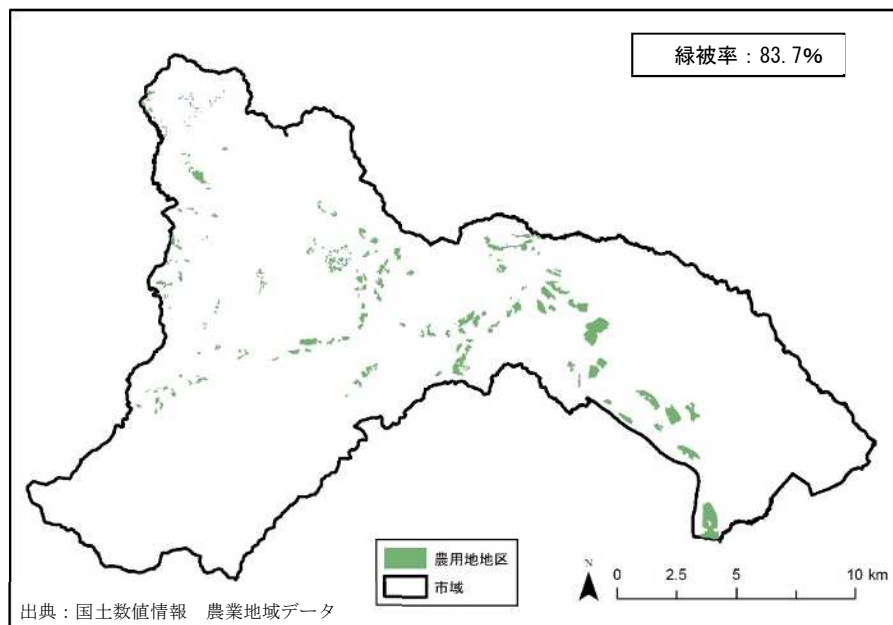 緑被率：83.7%
農用地地区
市域
N
0 2.5 5 10 km
出典：国土数値情報　農業地域データ